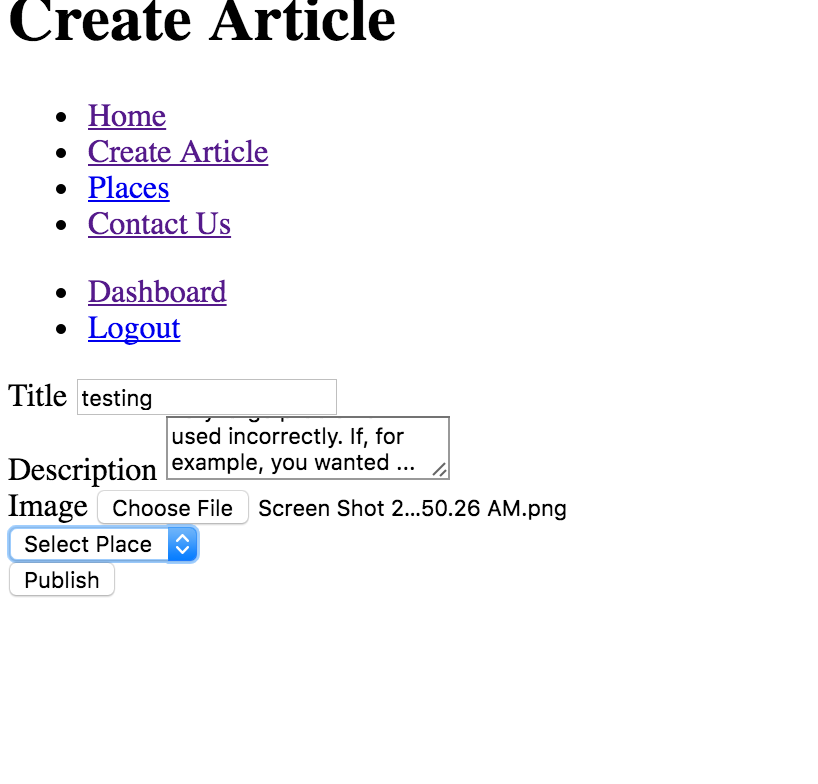 Create Article
Home
Create Article
Places
Contact Us
Dashboard
Logout
Title testing
used incorrectly. If, for
Description example, you wanted ...
Image Choose File Screen Shot 2...50.26 AM.png
Select Place
Publish